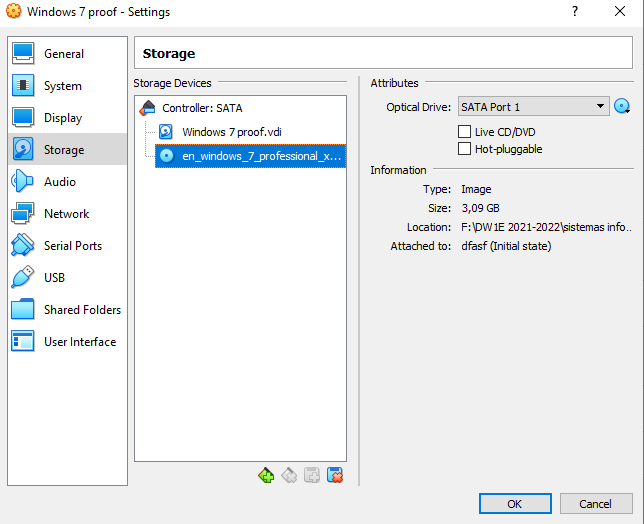 Windows 7 proof - Settings
? ×
General
System
Display
Storage
Audio
Network
Serial Ports
USB
Shared Folders
User Interface
Storage
Storage Devices
Controller: SATA
Windows 7 proof.vdi
en_windows_7_professional_x...
Attributes
Optical Drive: SATA Port 1
Live CD/DVD
Hot-pluggable
Information
Type: Image
Size: 3,09 GB
Location: F:\DW1E 2021-2022\sistemas info..
Attached to: dfasf (Initial state)
OK Cancel